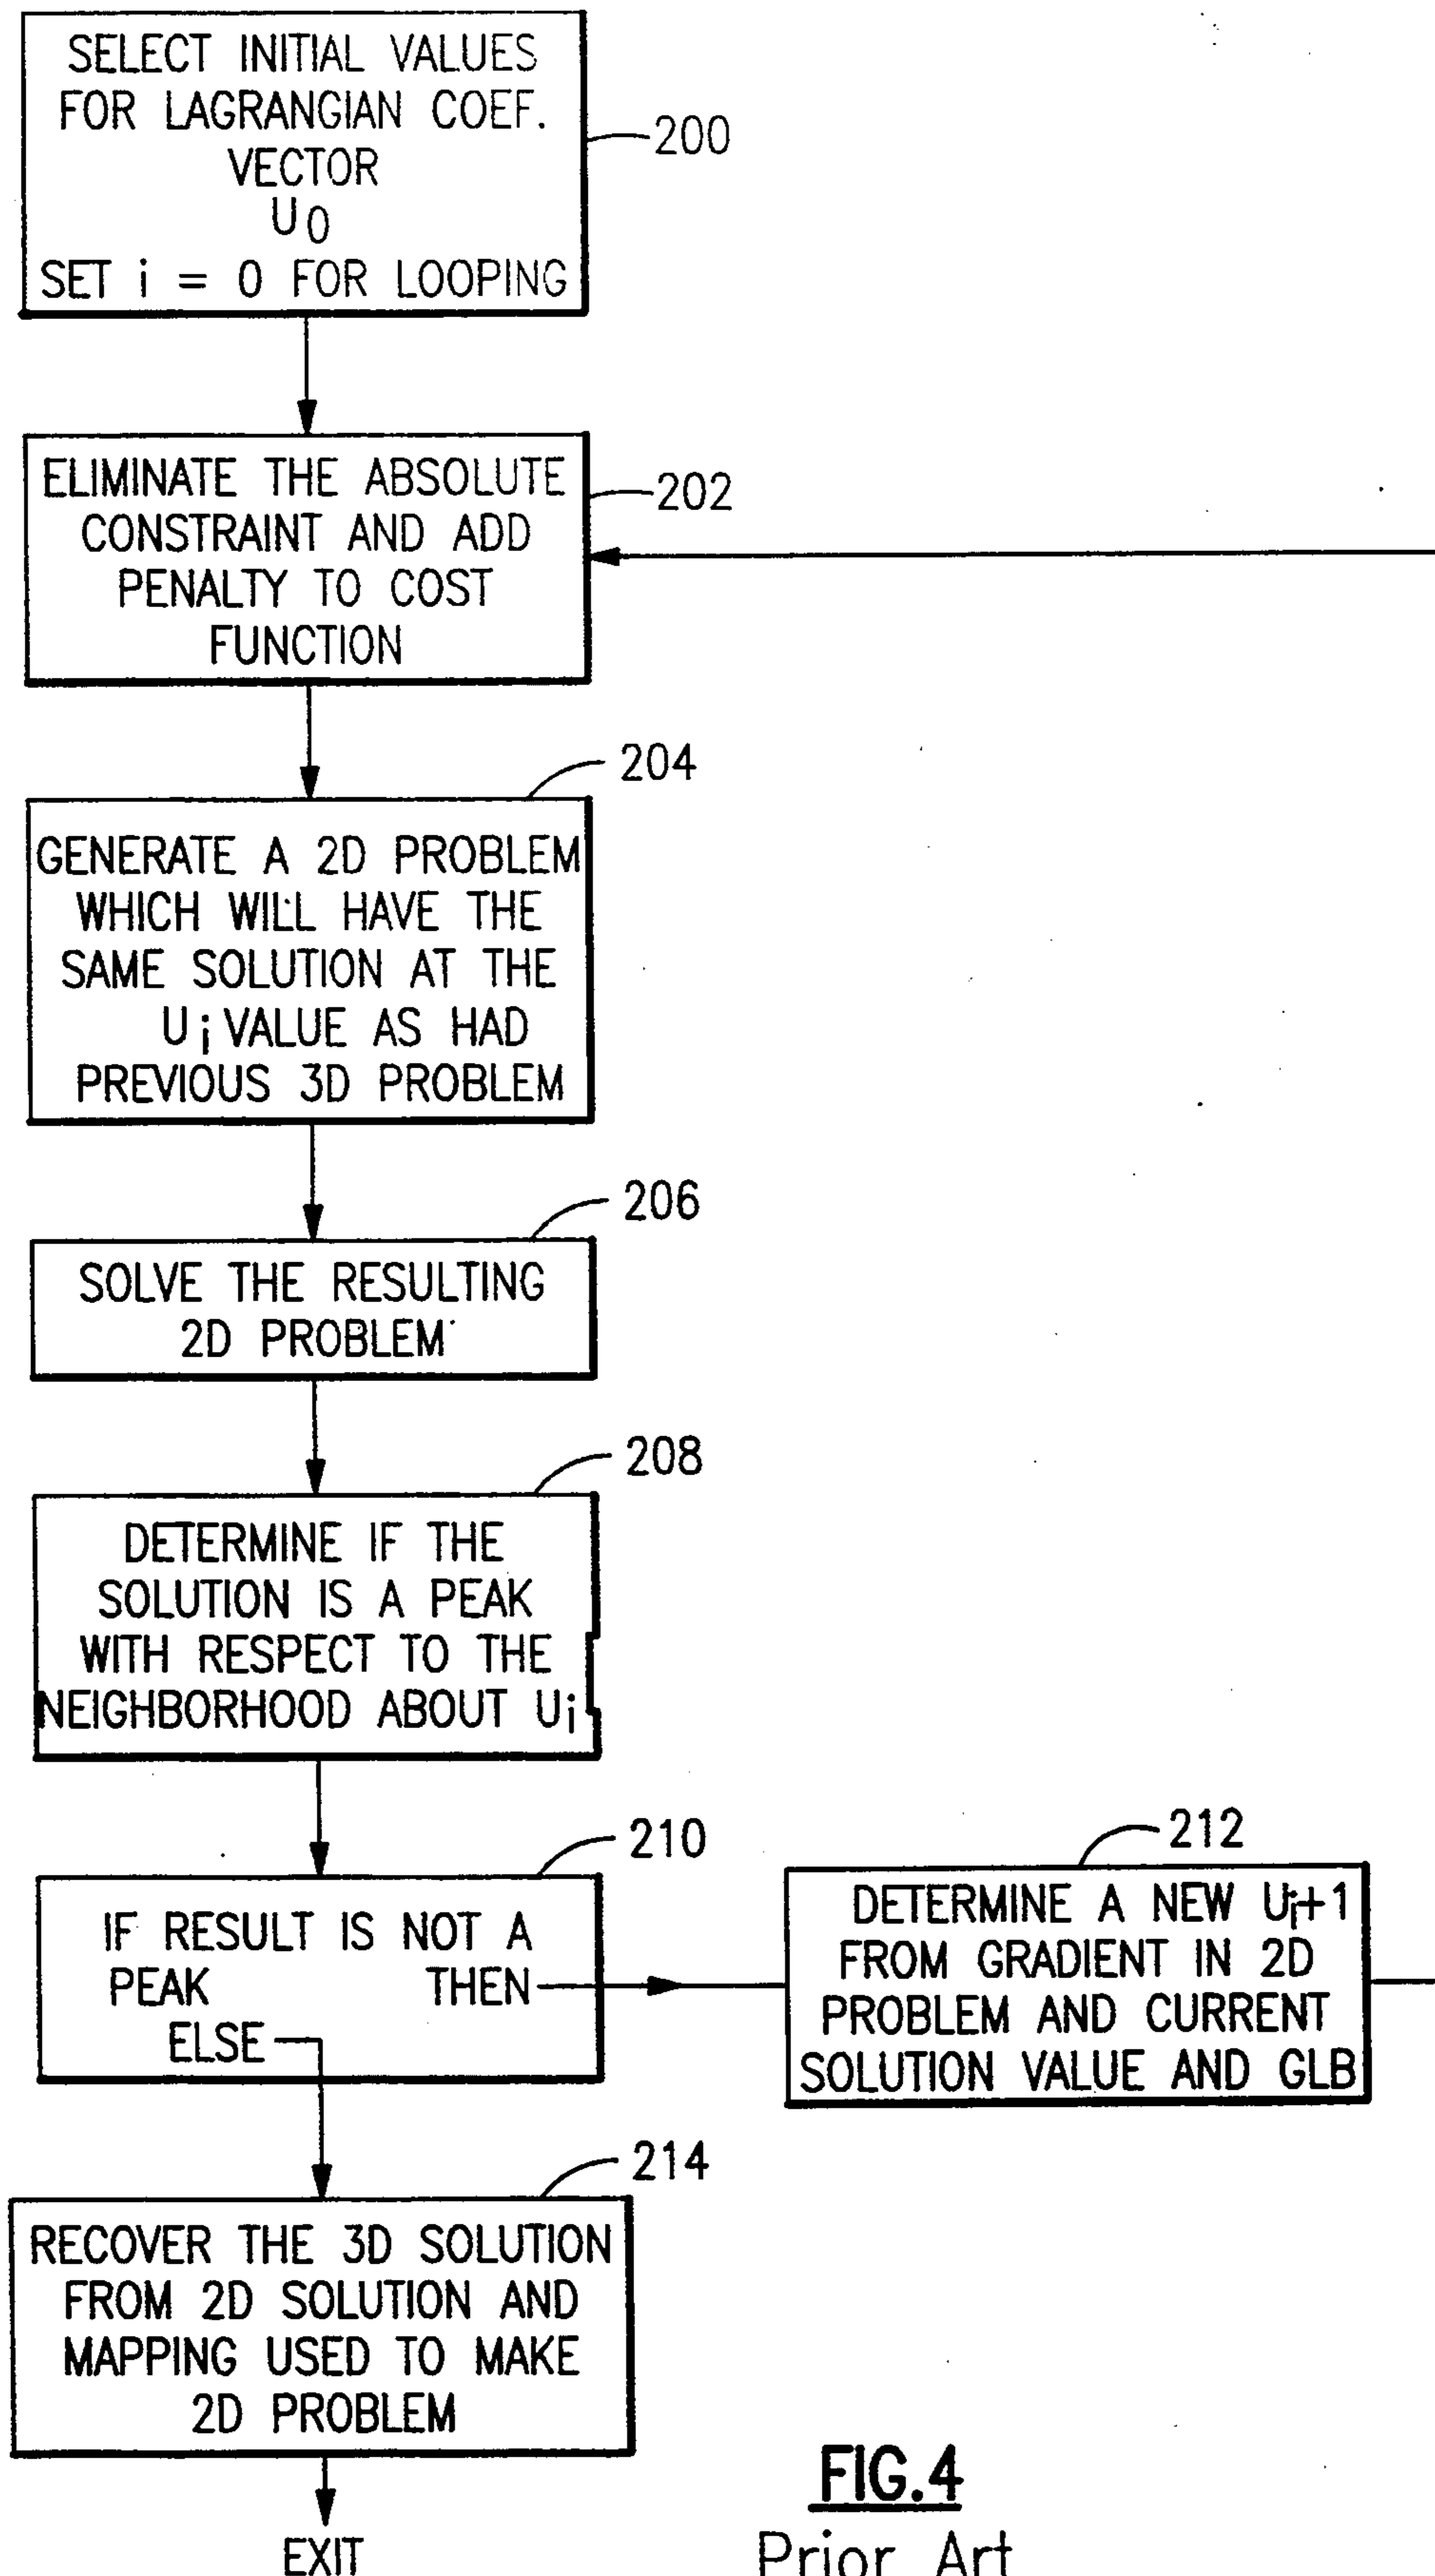 SELECT INITIAL VALUES
FOR LAGRANGIAN COEF.
VECTOR
U0
SET i = 0 FOR LOOPING
200
ELIMINATE THE ABSOLUTE
CONSTRAINT AND ADD
PENALTY TO COST
FUNCTION
202
204
GENERATE A 2D PROBLEM
WHICH WILL HAVE THE
SAME SOLUTION AT THE
Ui VALUE AS HAD
PREVIOUS 3D PROBLEM
206
SOLVE THE RESULTING
2D PROBLEM
208
DETERMINE IF THE
SOLUTION IS A PEAK
WITH RESPECT TO THE
NEIGHBORHOOD ABOUT Ui
210
IF RESULT IS NOT A
PEAK THEN
ELSE
212
DETERMINE A NEW Ui+1
FROM GRADIENT IN 2D
PROBLEM AND CURRENT
SOLUTION VALUE AND GLB
214
RECOVER THE 3D SOLUTION
FROM 2D SOLUTION AND
MAPPING USED TO MAKE
2D PROBLEM
EXIT
FIG.4
Prior Art